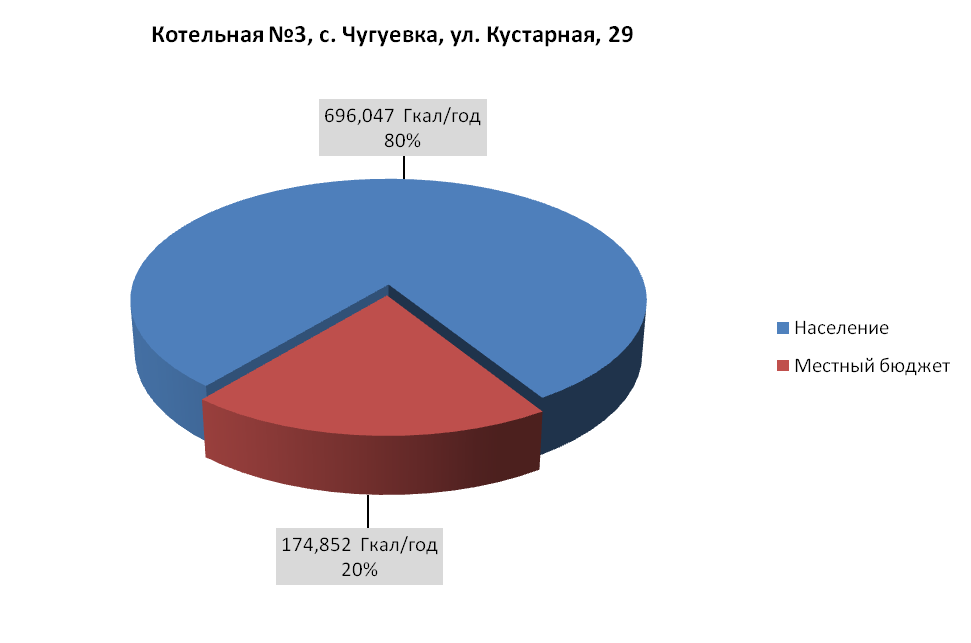 Котельная №3, с. Чугуевка, ул. Кустарная, 29
696,047 Гкал/год
80%
Население
Местный бюджет
174,852 Гкал/год
20%